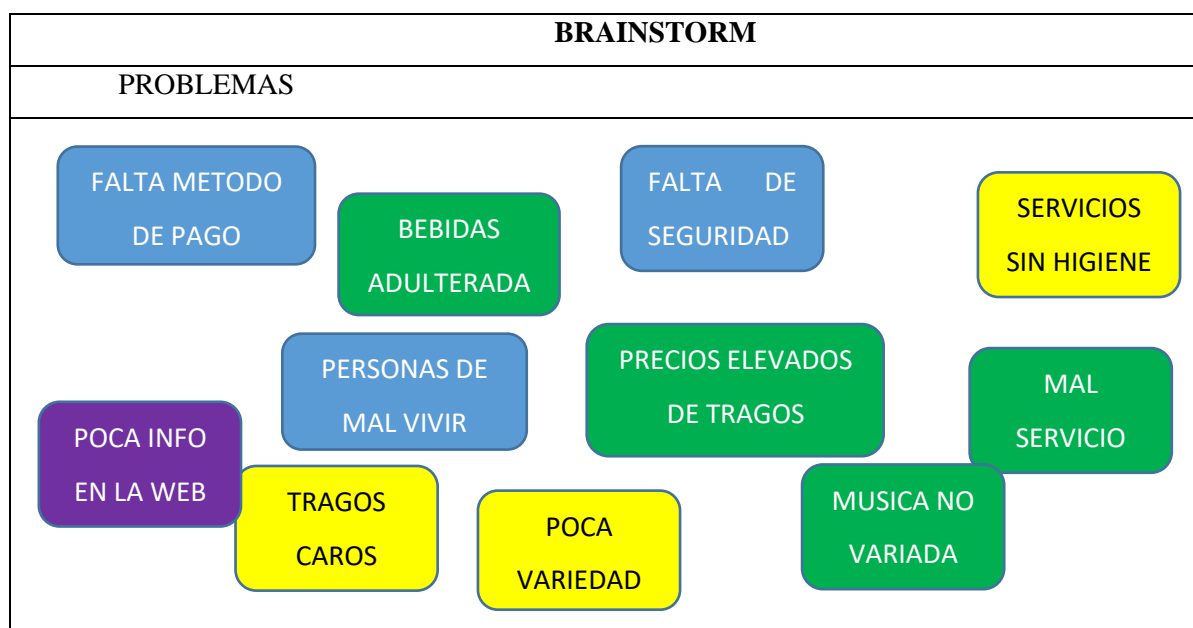 BRAINSTORM
PROBLEMAS
FALTA METODO
DE PAGO
BEBIDAS
ADULTERADA
FALTA DE
SEGURIDAD
SERVICIOS
SIN HIGIENE
PERSONAS DE
MAL VIVIR
PRECIOS ELEVADOS
DE TRAGOS
MAL
SERVICIO
POCA INFO
EN LA WEB
TRAGOS
CAROS
POCA
VARIEDAD
MUSICA NO
VARIADA